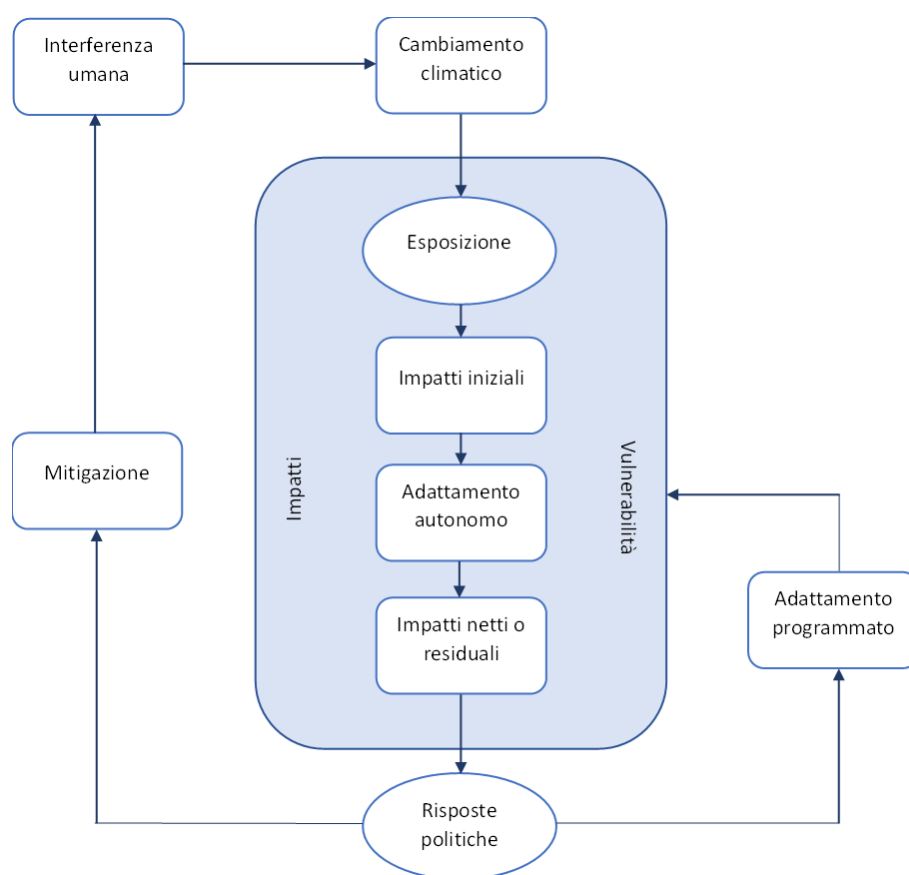 Interferenza
umana
Cambiamento
climatico
Esposizione
Impatti iniziali
Impatti
Vulnerabilità
Mitigazione
Adattamento
autonomo
Adattamento
programmato
Impatti netti o
residuali
Risposte
politiche